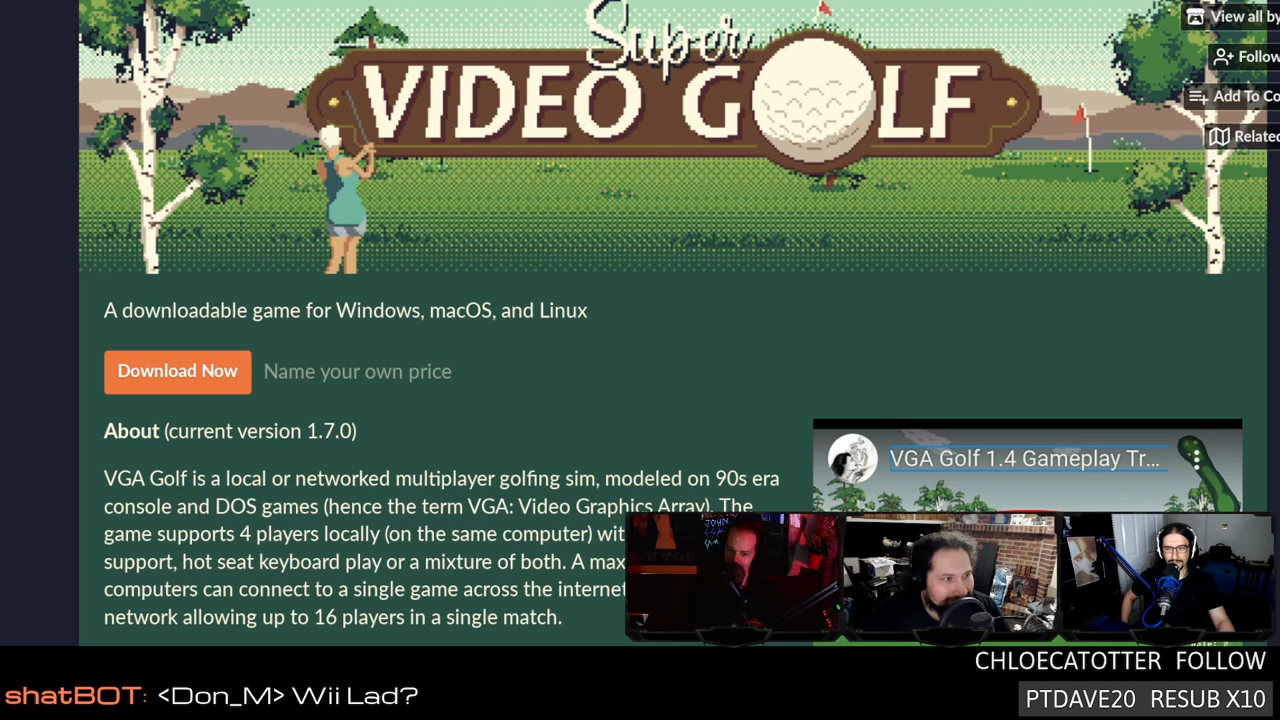 Super
VIDEO GOLF
View all by
Follow
Add To Co
Related
A downloadable game for Windows, macOS, and Linux
Download Now Name your own price
About (current version 1.7.0)
VGA Golf is a local or networked multiplayer golfing sim, modeled on 90s era
console and DOS games (hence the term VGA: Video Graphics Array). The
game supports 4 players locally (on the same computer) wit
support, hot seat keyboard play or a mixture of both. A max
computers can connect to a single game across the internet
network allowing up to 16 players in a single match.
VGA Golf 1.4 Gameplay Tr...
JOHN
CHLOECATOTTER FOLLOW
shatBOT: <Don_M> Wii Lad?
PTDAVE20 RESUB X10